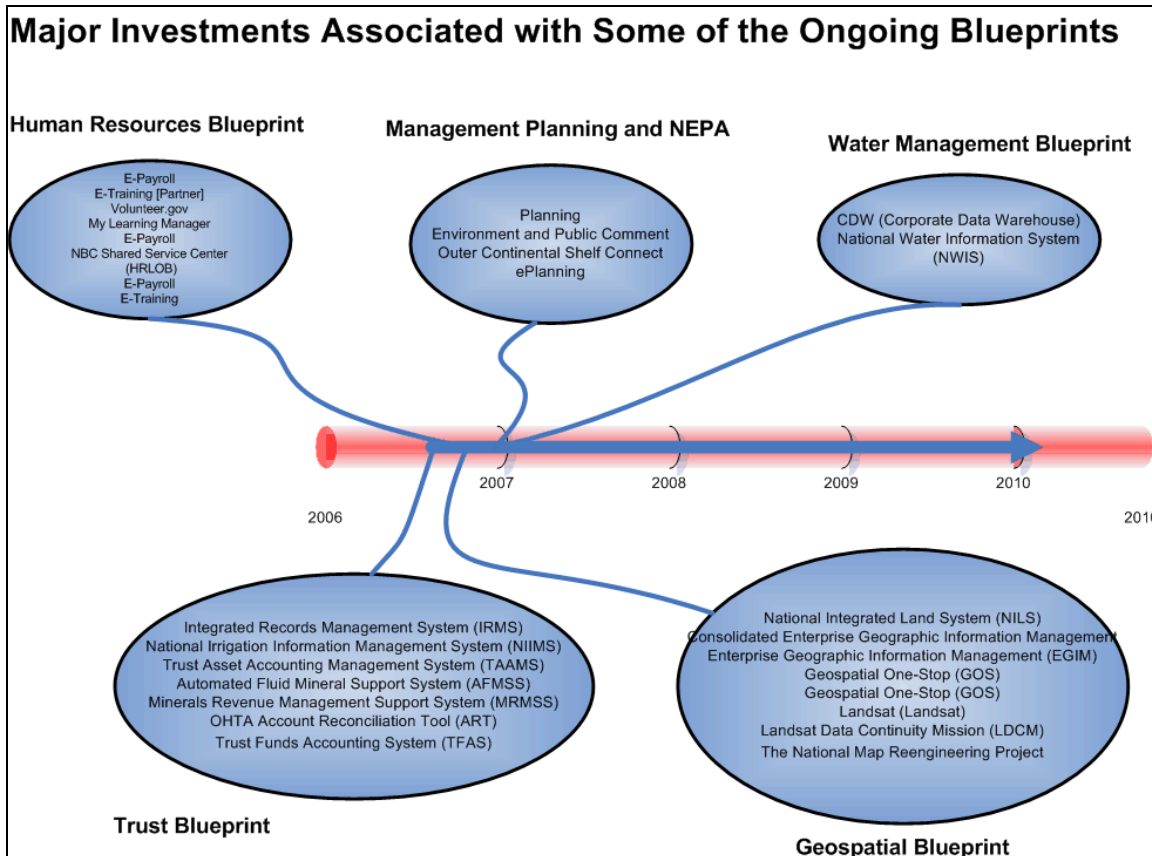 Major Investments Associated with Some of the Ongoing Blueprints
Human Resources Blueprint
E-Payroll
E-Training [Partner]
Volunteer.gov
My Learning Manager
E-Payroll
NBC Shared Service Center
(HRLOB)
E-Payroll
E-Training
Management Planning and NEPA
Planning
Environment and Public Comment
Outer Continental Shelf Connect
ePlanning
Water Management Blueprint
CDW (Corporate Data Warehouse)
National Water Information System
(NWIS)
2007
2008
2009
2010
2006
2010
Integrated Records Management System (IRMS)
National Irrigation Information Management System (NIIMS)
Trust Asset Accounting Management System (TAAMS)
Automated Fluid Mineral Support System (AFMSS)
Minerals Revenue Management Support System (MRMSS)
OHTA Account Reconciliation Tool (ART)
Trust Funds Accounting System (TFAS)
Trust Blueprint
National Integrated Land System (NILS)
Consolidated Enterprise Geographic Information Management
Enterprise Geographic Information Management (EGIM)
Geospatial One-Stop (GOS)
Geospatial One-Stop (GOS)
Landsat (Landsat)
Landsat Data Continuity Mission (LDCM)
The National Map Reengineering Project
Geospatial Blueprint